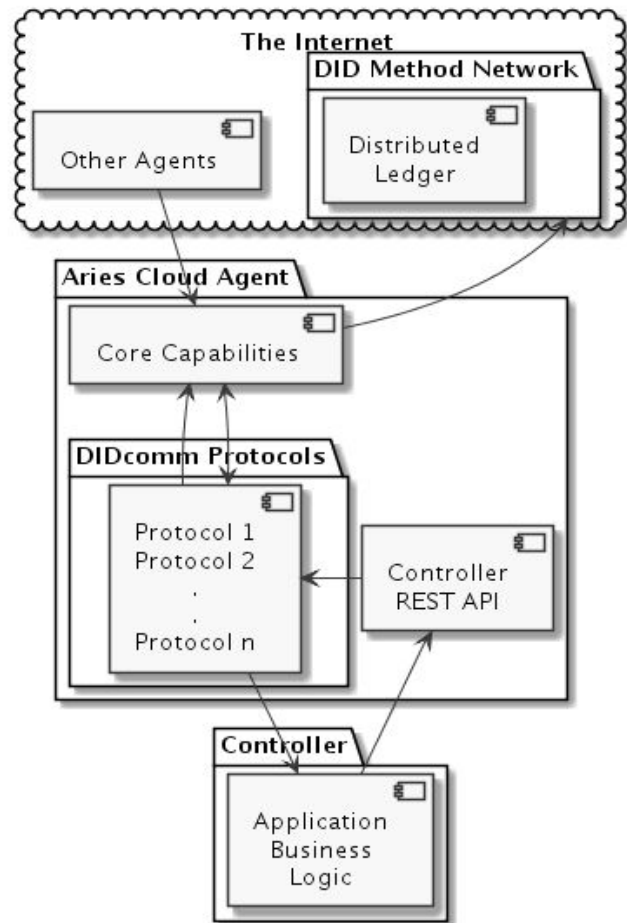 The Internet
DID Method Network
Other Agents
Distributed
Ledger
Aries Cloud Agent
Core Capabilities
DIDcomm Protocols
Protocol 1
Protocol 2
.
.
Protocol n
Controller
REST API
Controller
Application
Business
Logic